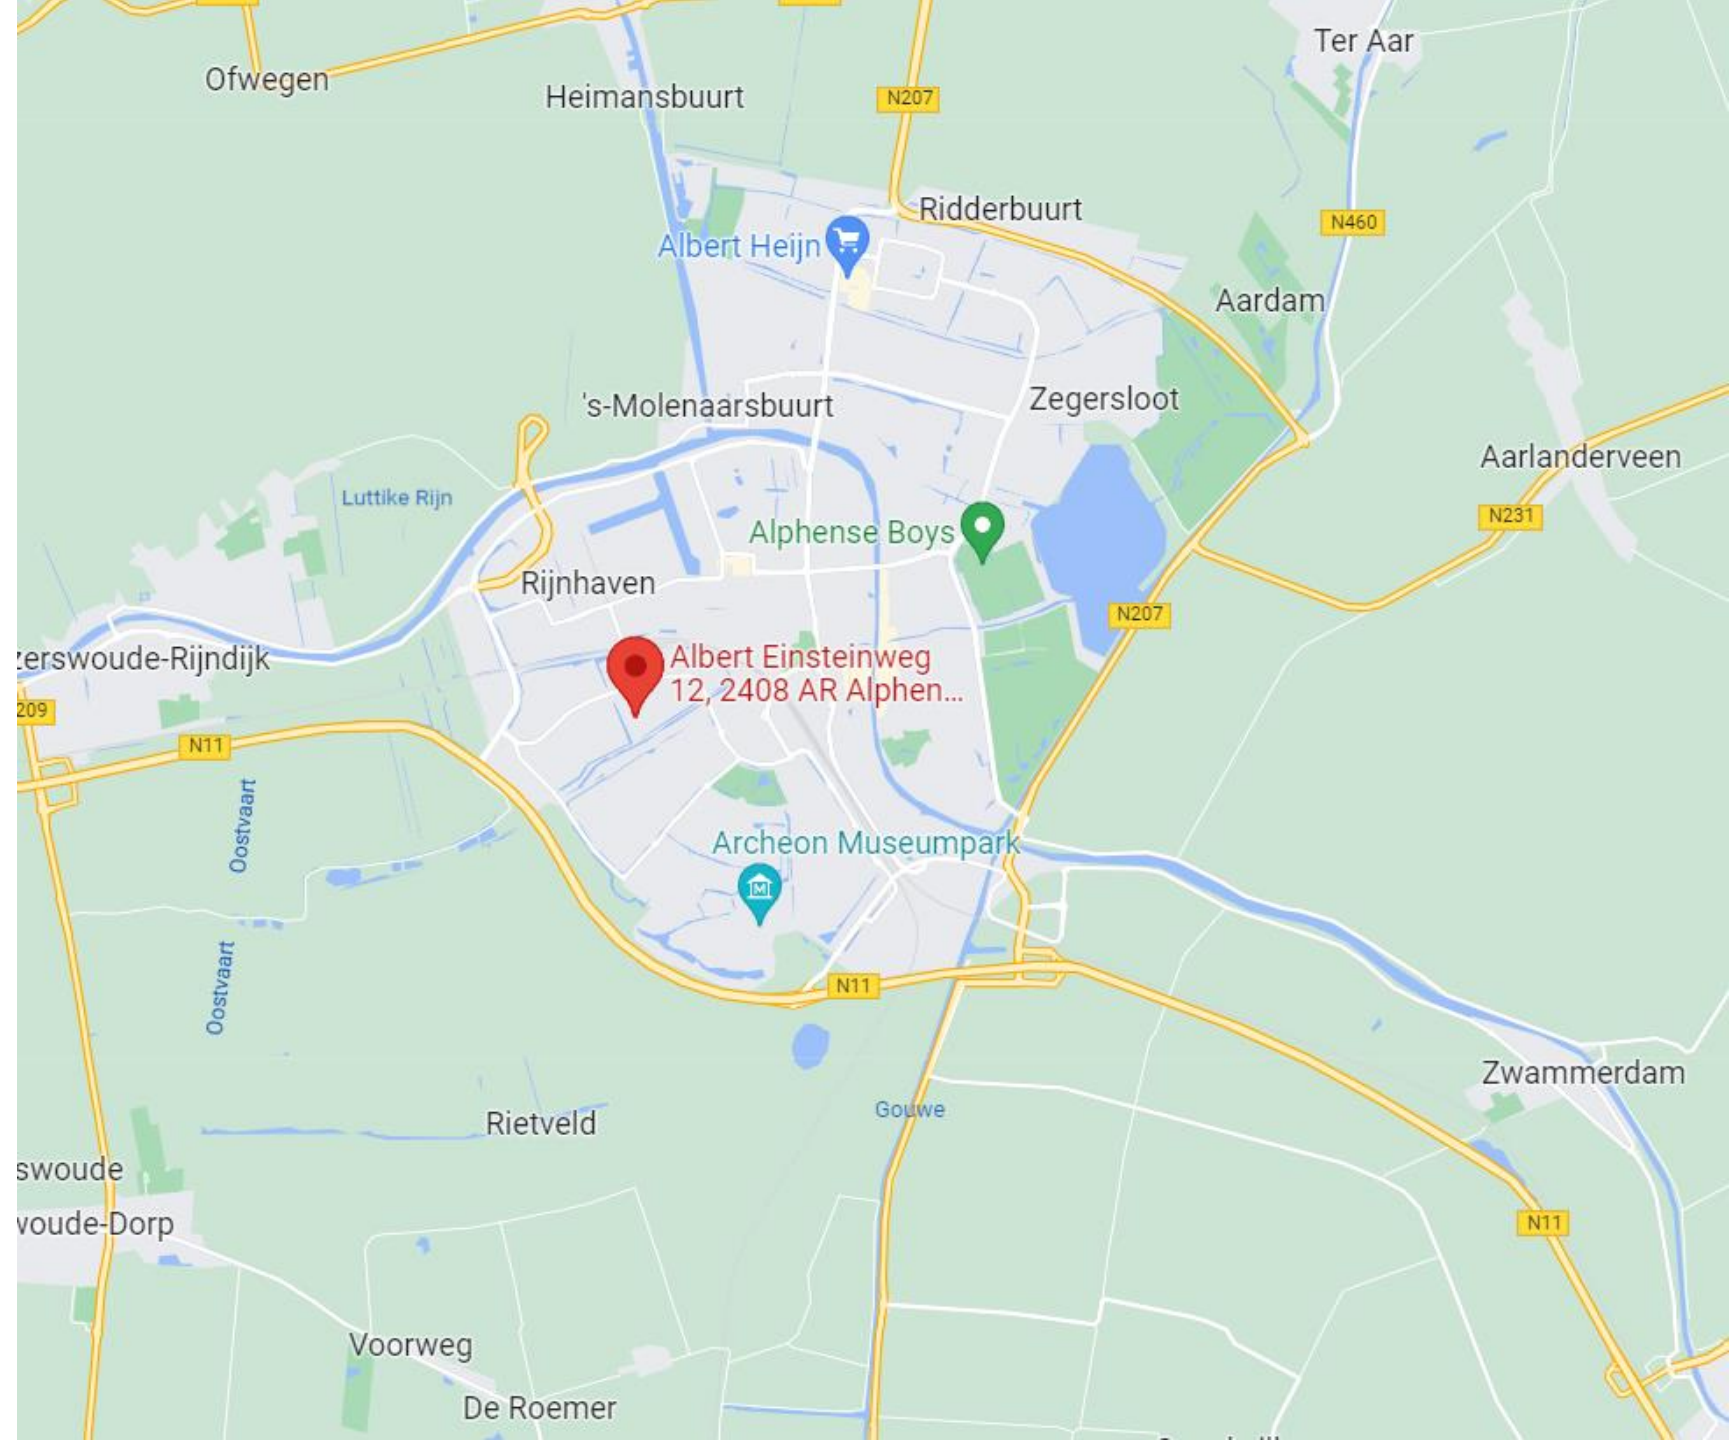 Ter Aar
Ofwegen
Heimansbuurt
N207
Ridderbuurt
N460
Albert Heijn
Aardam
's-Molenaarsbuurt
Zegersloot
Aarlanderveen
Luttike Rijn
N231
Alphense Boys
Rijnhaven
N207
zerswoude-Rijndijk
Albert Einsteinweg
12, 2408 AR Alphen...
209
N11
Oostvaart
Archeon Museumpark
Oostvaart
N11
Zwammerdam
Gouwe
Rietveld
swoude
woude-Dorp
N11
Voorweg
De Roemer